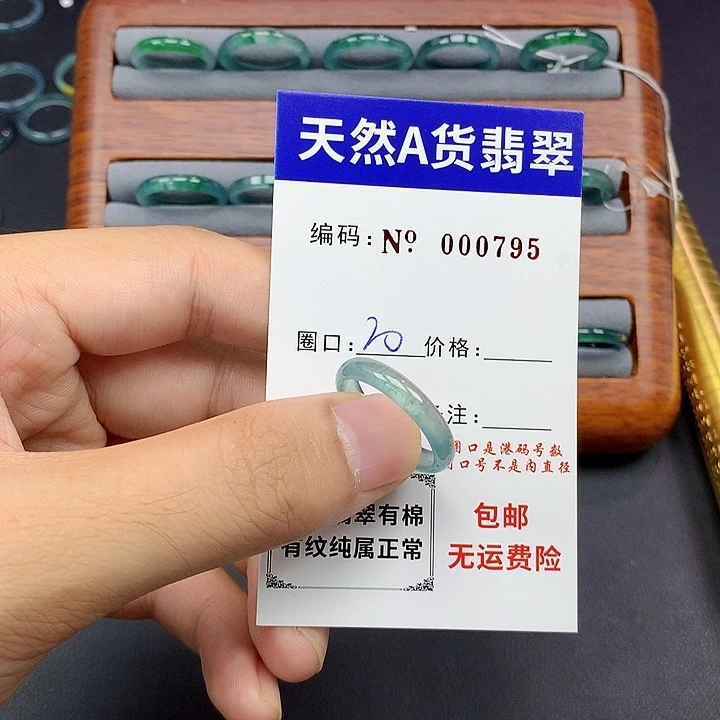 天然A货翡翠
编码：Nº 000795
圈口：20 价格：
注：
圈口是港码号数
口号不是内直径
翠有棉
有纹纯属正常
包邮
无运费险